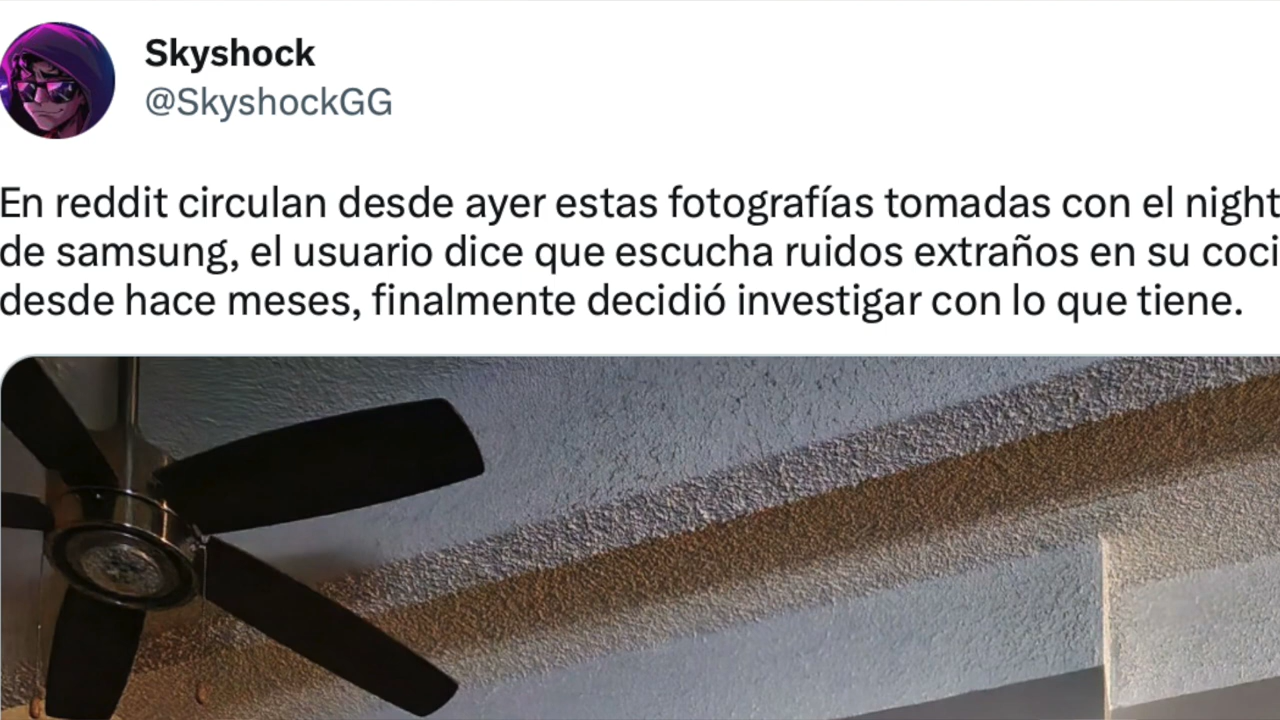 Skyshock
@SkyshockGG
En reddit circulan desde ayer estas fotografías tomadas con el night
de samsung, el usuario dice que escucha ruidos extraños en su coci
desde hace meses, finalmente decidió investigar con lo que tiene.